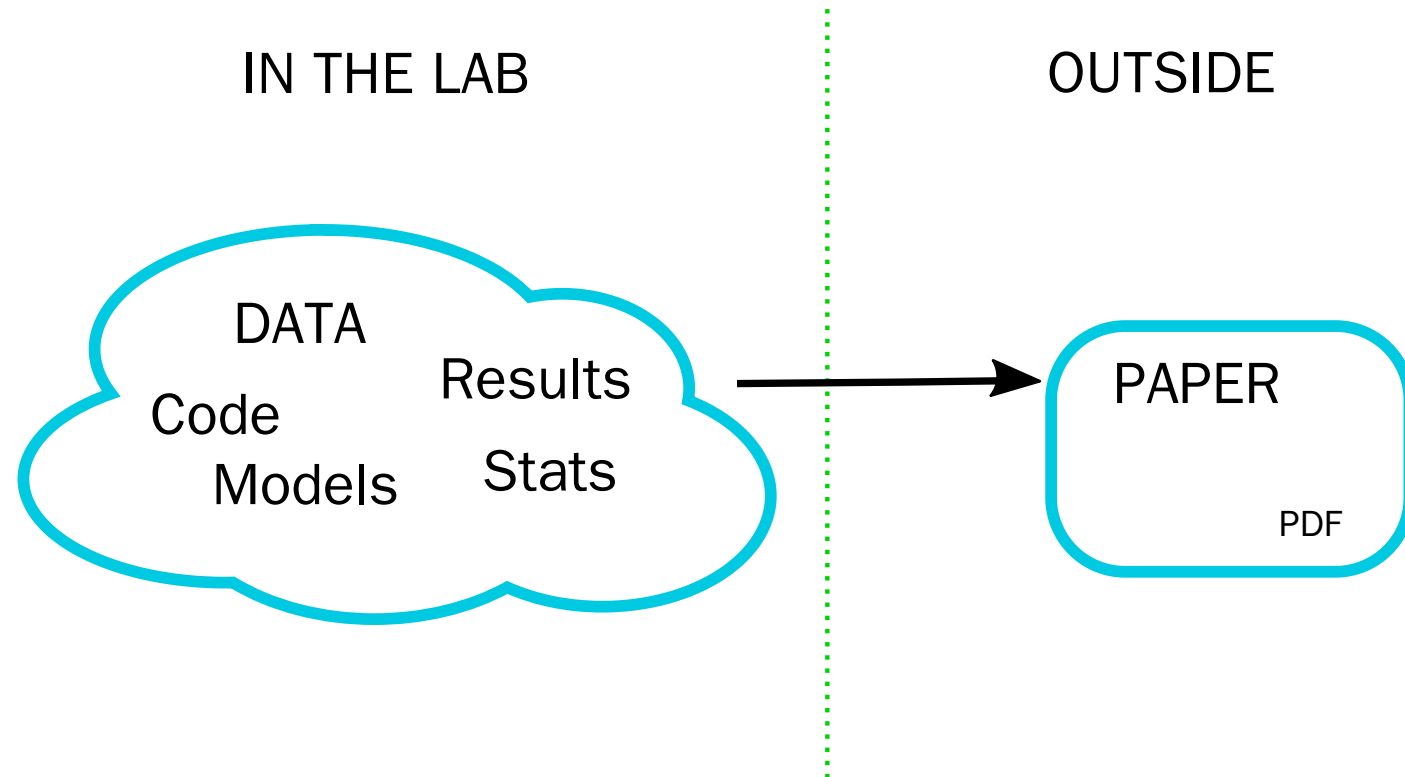 IN THE LAB
OUTSIDE
DATA
Results
Code
Models
Stats
PAPER
PDF